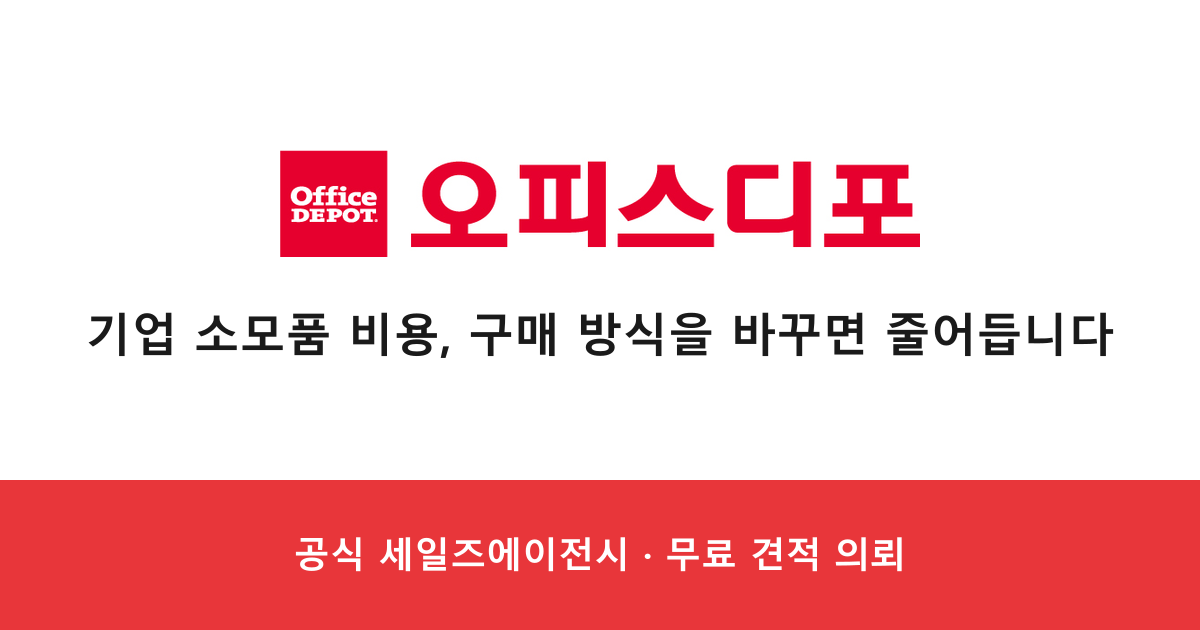 Office
DEPOT.
오피스디포
기업 소모품 비용, 구매 방식을 바꾸면 줄어듭니다
공식 세일즈에이전시 · 무료 견적 의뢰